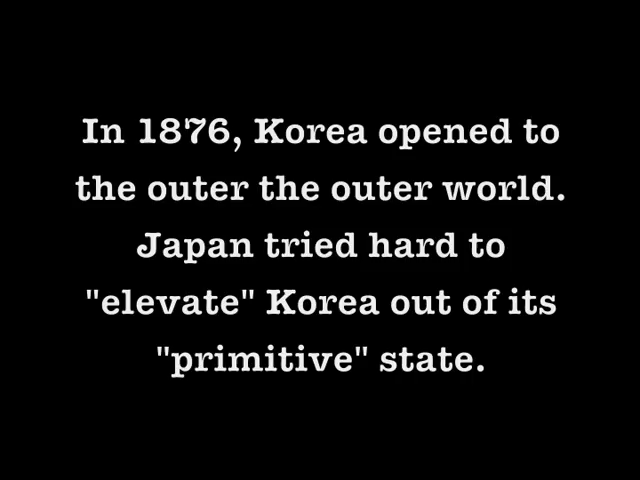 In 1876, Korea opened to
the outer the outer world.
Japan tried hard to
"elevate" Korea out of its
"primitive" state.